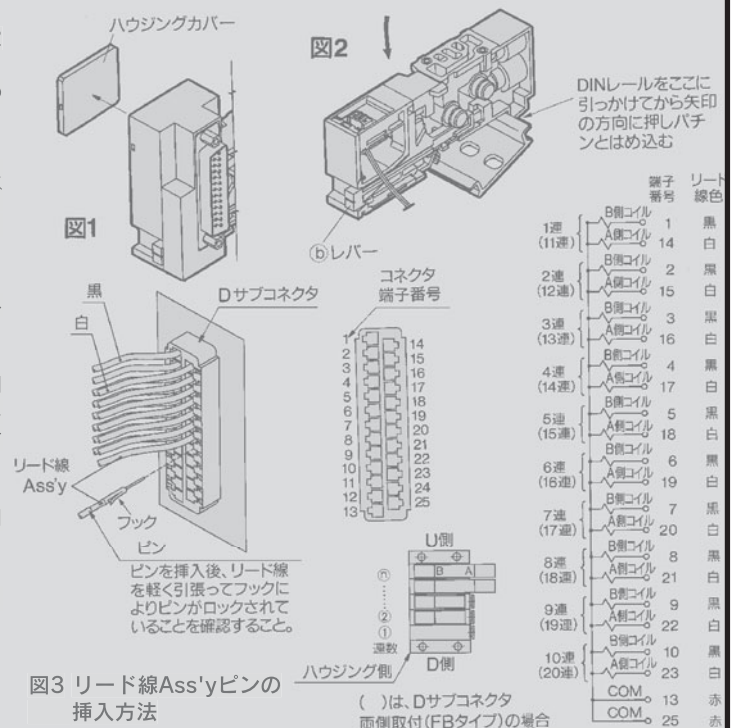 ハウジングカバー
図1
図2
DINレールをここに
引っかけてから矢印
の方向に押しパチ
ンとはめ込む
ⓑレバー
黒
白
Dサブコネクタ
リード線
Ass'y
フック
ピン
ピンを挿入後、リード線
を軽く引張ってフックに
よりピンがロックされて
いることを確認すること。
図3 リード線Ass'yピンの
挿入方法
コネクタ
端子番号
1
2
3
4
5
6
7
8
9
10
11
12
13
14
15
16
17
18
19
20
21
22
23
24
25
U側
B A
ⓝ
②
①
連数
ハウジング側
D側
( )は、Dサブコネクタ
両側取付(FBタイプ)の場合
端子 リード
番号 線色
1連
(11連)
B側コイル 1 黒
A側コイル 14 白
2連
(12連)
B側コイル 2 黒
A側コイル 15 白
3連
(13連)
B側コイル 3 黒
A側コイル 16 白
4連
(14連)
B側コイル 4 黒
A側コイル 17 白
5連
(15連)
B側コイル 5 黒
A側コイル 18 白
6連
(16連)
B側コイル 6 黒
A側コイル 19 白
7連
(17連)
B側コイル 7 黒
A側コイル 20 白
8連
(18連)
B側コイル 8 黒
A側コイル 21 白
9連
(19連)
B側コイル 9 黒
A側コイル 22 白
10連
(20連)
B側コイル 10 黒
A側コイル 23 白
COM 13 赤
COM 25 赤